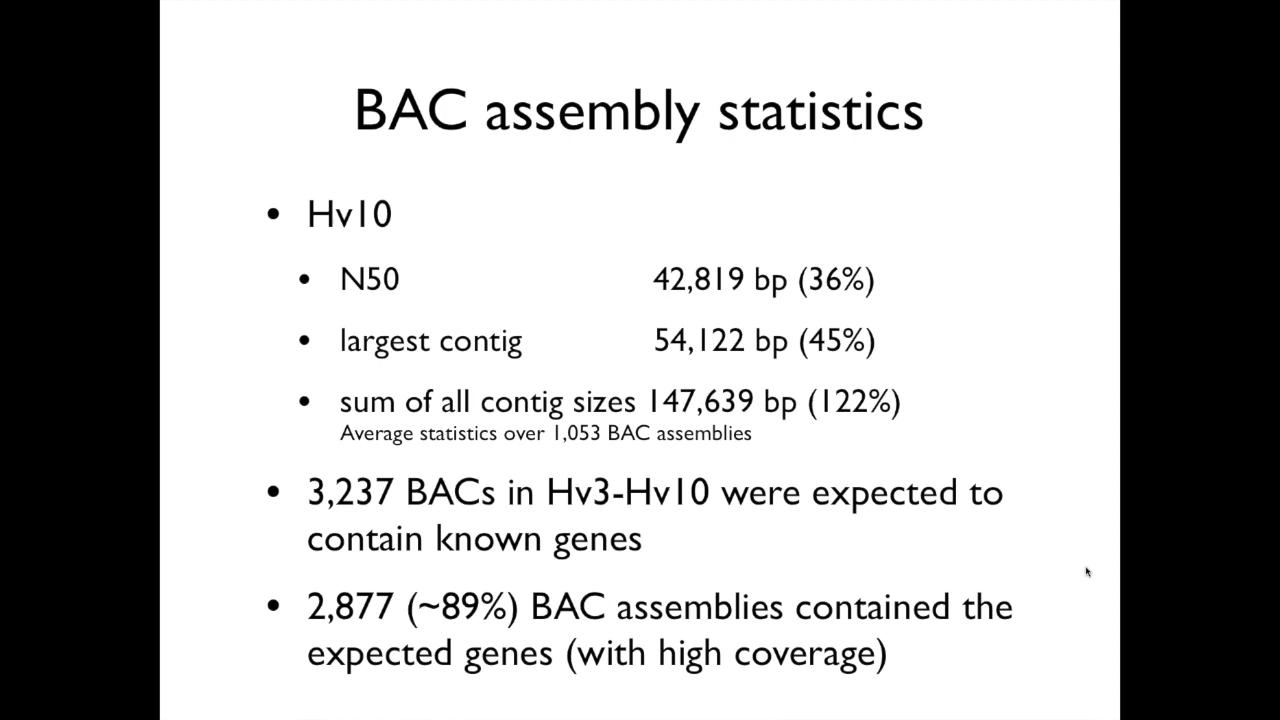 BAC assembly statistics
• Hv10
• N50 42,819 bp (36%)
• largest contig 54,122 bp (45%)
• sum of all contig sizes 147,639 bp (122%)
Average statistics over 1,053 BAC assemblies
• 3,237 BACs in Hv3-Hv10 were expected to
contain known genes
• 2,877 (~89%) BAC assemblies contained the
expected genes (with high coverage)